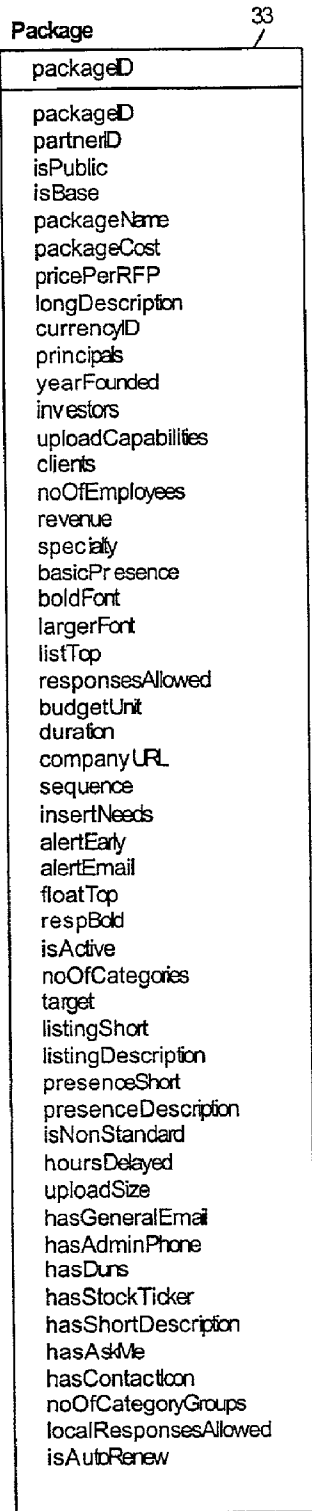 33
Package
packageID
packageID
partnerID
isPublic
isBase
packageName
packageCost
pricePerRFP
longDescription
currencyID
principals
yearFounded
investors
uploadCapabilities
clients
noOfEmployees
revenue
specialty
basicPresence
boldFont
largerFont
listTop
responsesAllowed
budgetUnit
duration
companyURL
sequence
insertNeeds
alertEarly
alertEmail
floatTop
respBold
isActive
noOfCategories
target
listingShort
listingDescription
presenceShort
presenceDescription
isNonStandard
hoursDelayed
uploadSize
hasGeneralEmail
hasAdminPhone
hasDuns
hasStockTicker
hasShortDescription
hasAskMe
hasContactIcon
noOfCategoryGroups
localResponsesAllowed
isAutoRenew